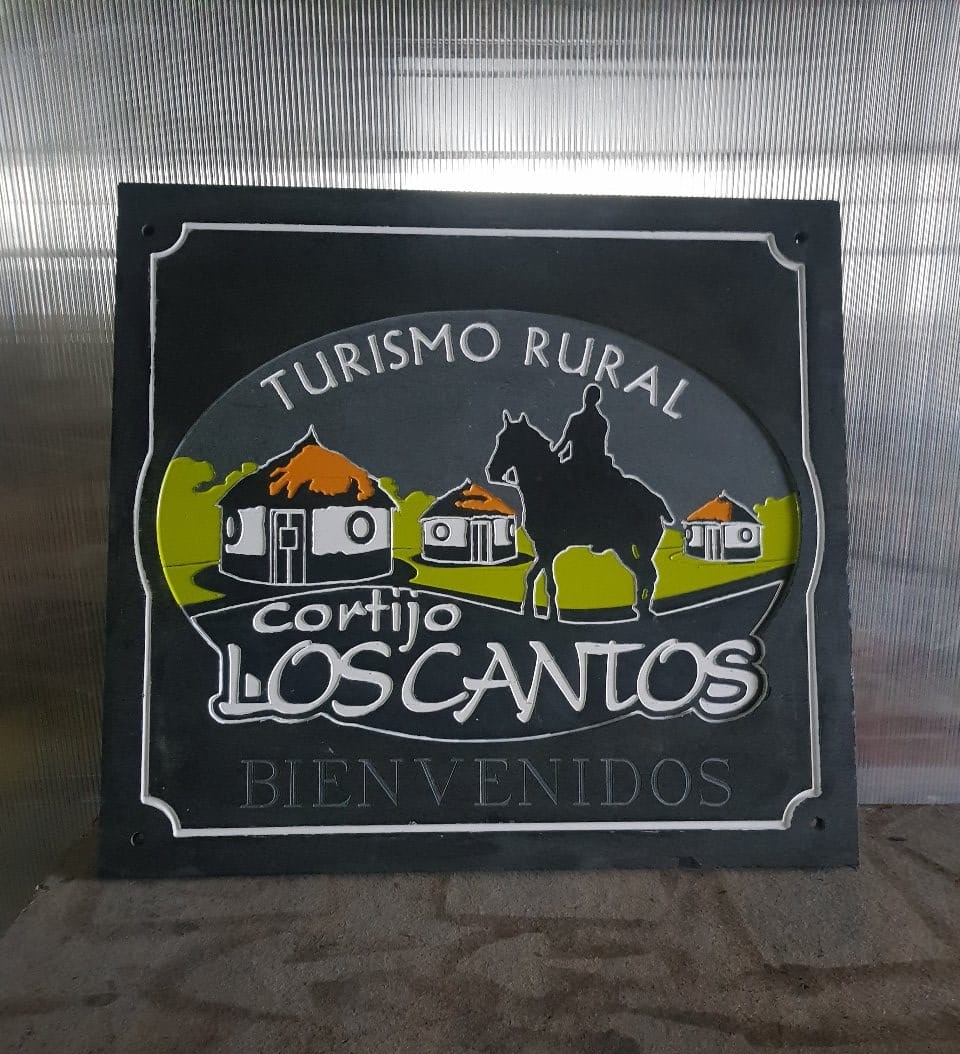 TURISMO RURAL
cortijo
LOS CANTOS
BIENVENIDOS